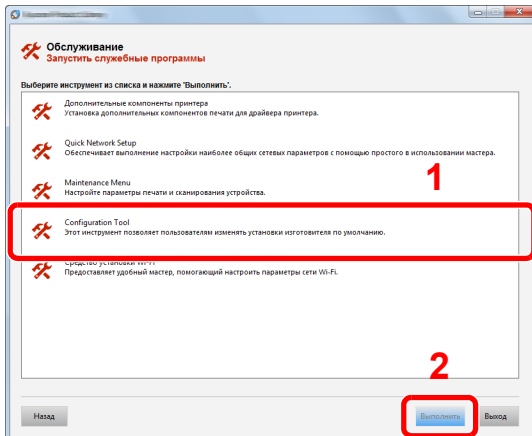 Обслуживание
Запустить служебные программы
Выберите инструмент из списка и нажмите 'Выполнить'.
Дополнительные компоненты принтера
Установка дополнительных компонентов печати для драйвера принтера.
Quick Network Setup
Обеспечивает выполнение настройки наиболее общих сетевых параметров с помощью простого в использовании мастера.
1
Maintenance Menu
Настройте параметры печати и сканирования устройства.
Configuration Tool
Этот инструмент позволяет пользователям изменять установки изготовителя по умолчанию.
Средство установки Wi-Fi
Предоставляет удобный мастер, помогающий настроить параметры сети Wi-Fi.
2
Назад
Выполнить
Выход